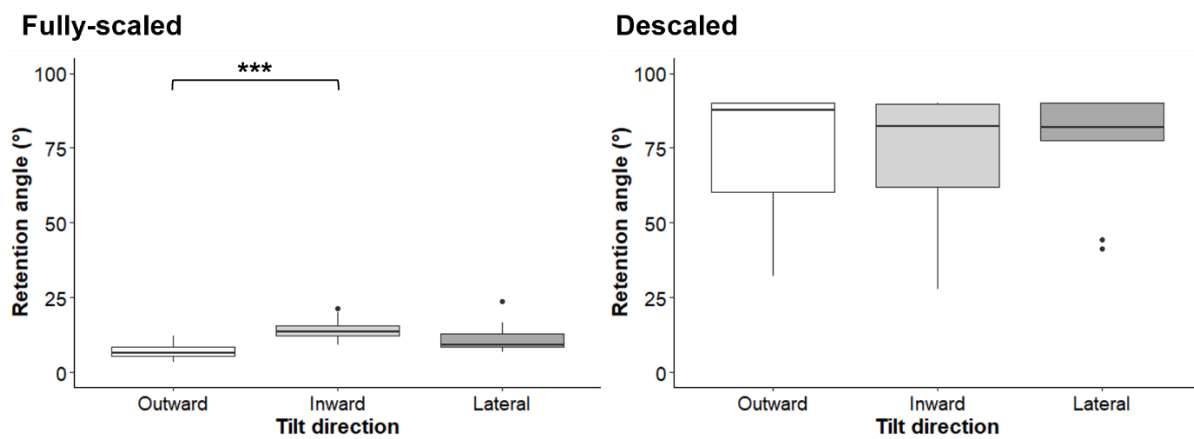 Fully-scaled
***
Retention angle (°)
100
75
50
25
0
Outward Inward Lateral
Tilt direction
Descaled
Retention angle (°)
100
75
50
25
0
Outward Inward Lateral
Tilt direction